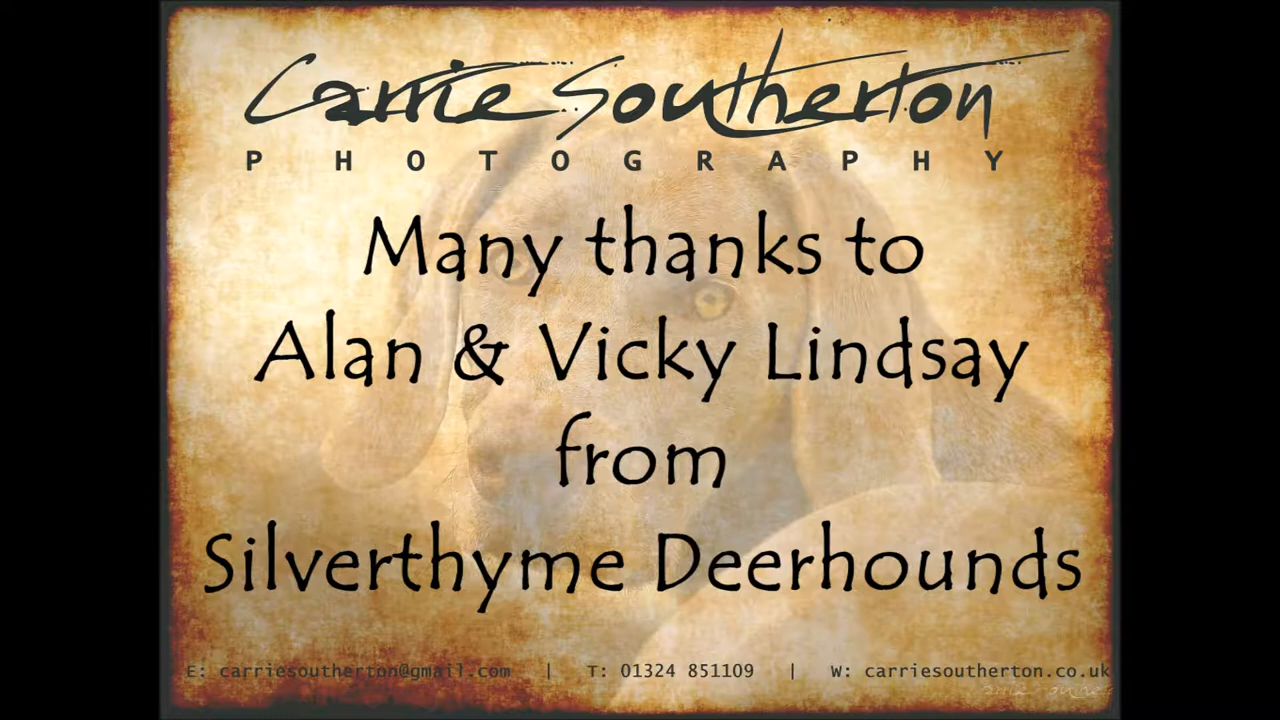 Carrie Southerton
PHOTOGRAPHY
Many thanks to
Alan & Vicky Lindsay
from
Silverthyme Deerhounds
E: carriesoutherton@gmail.com | T: 01324 851109 | W: carriesoutherton.co.uk